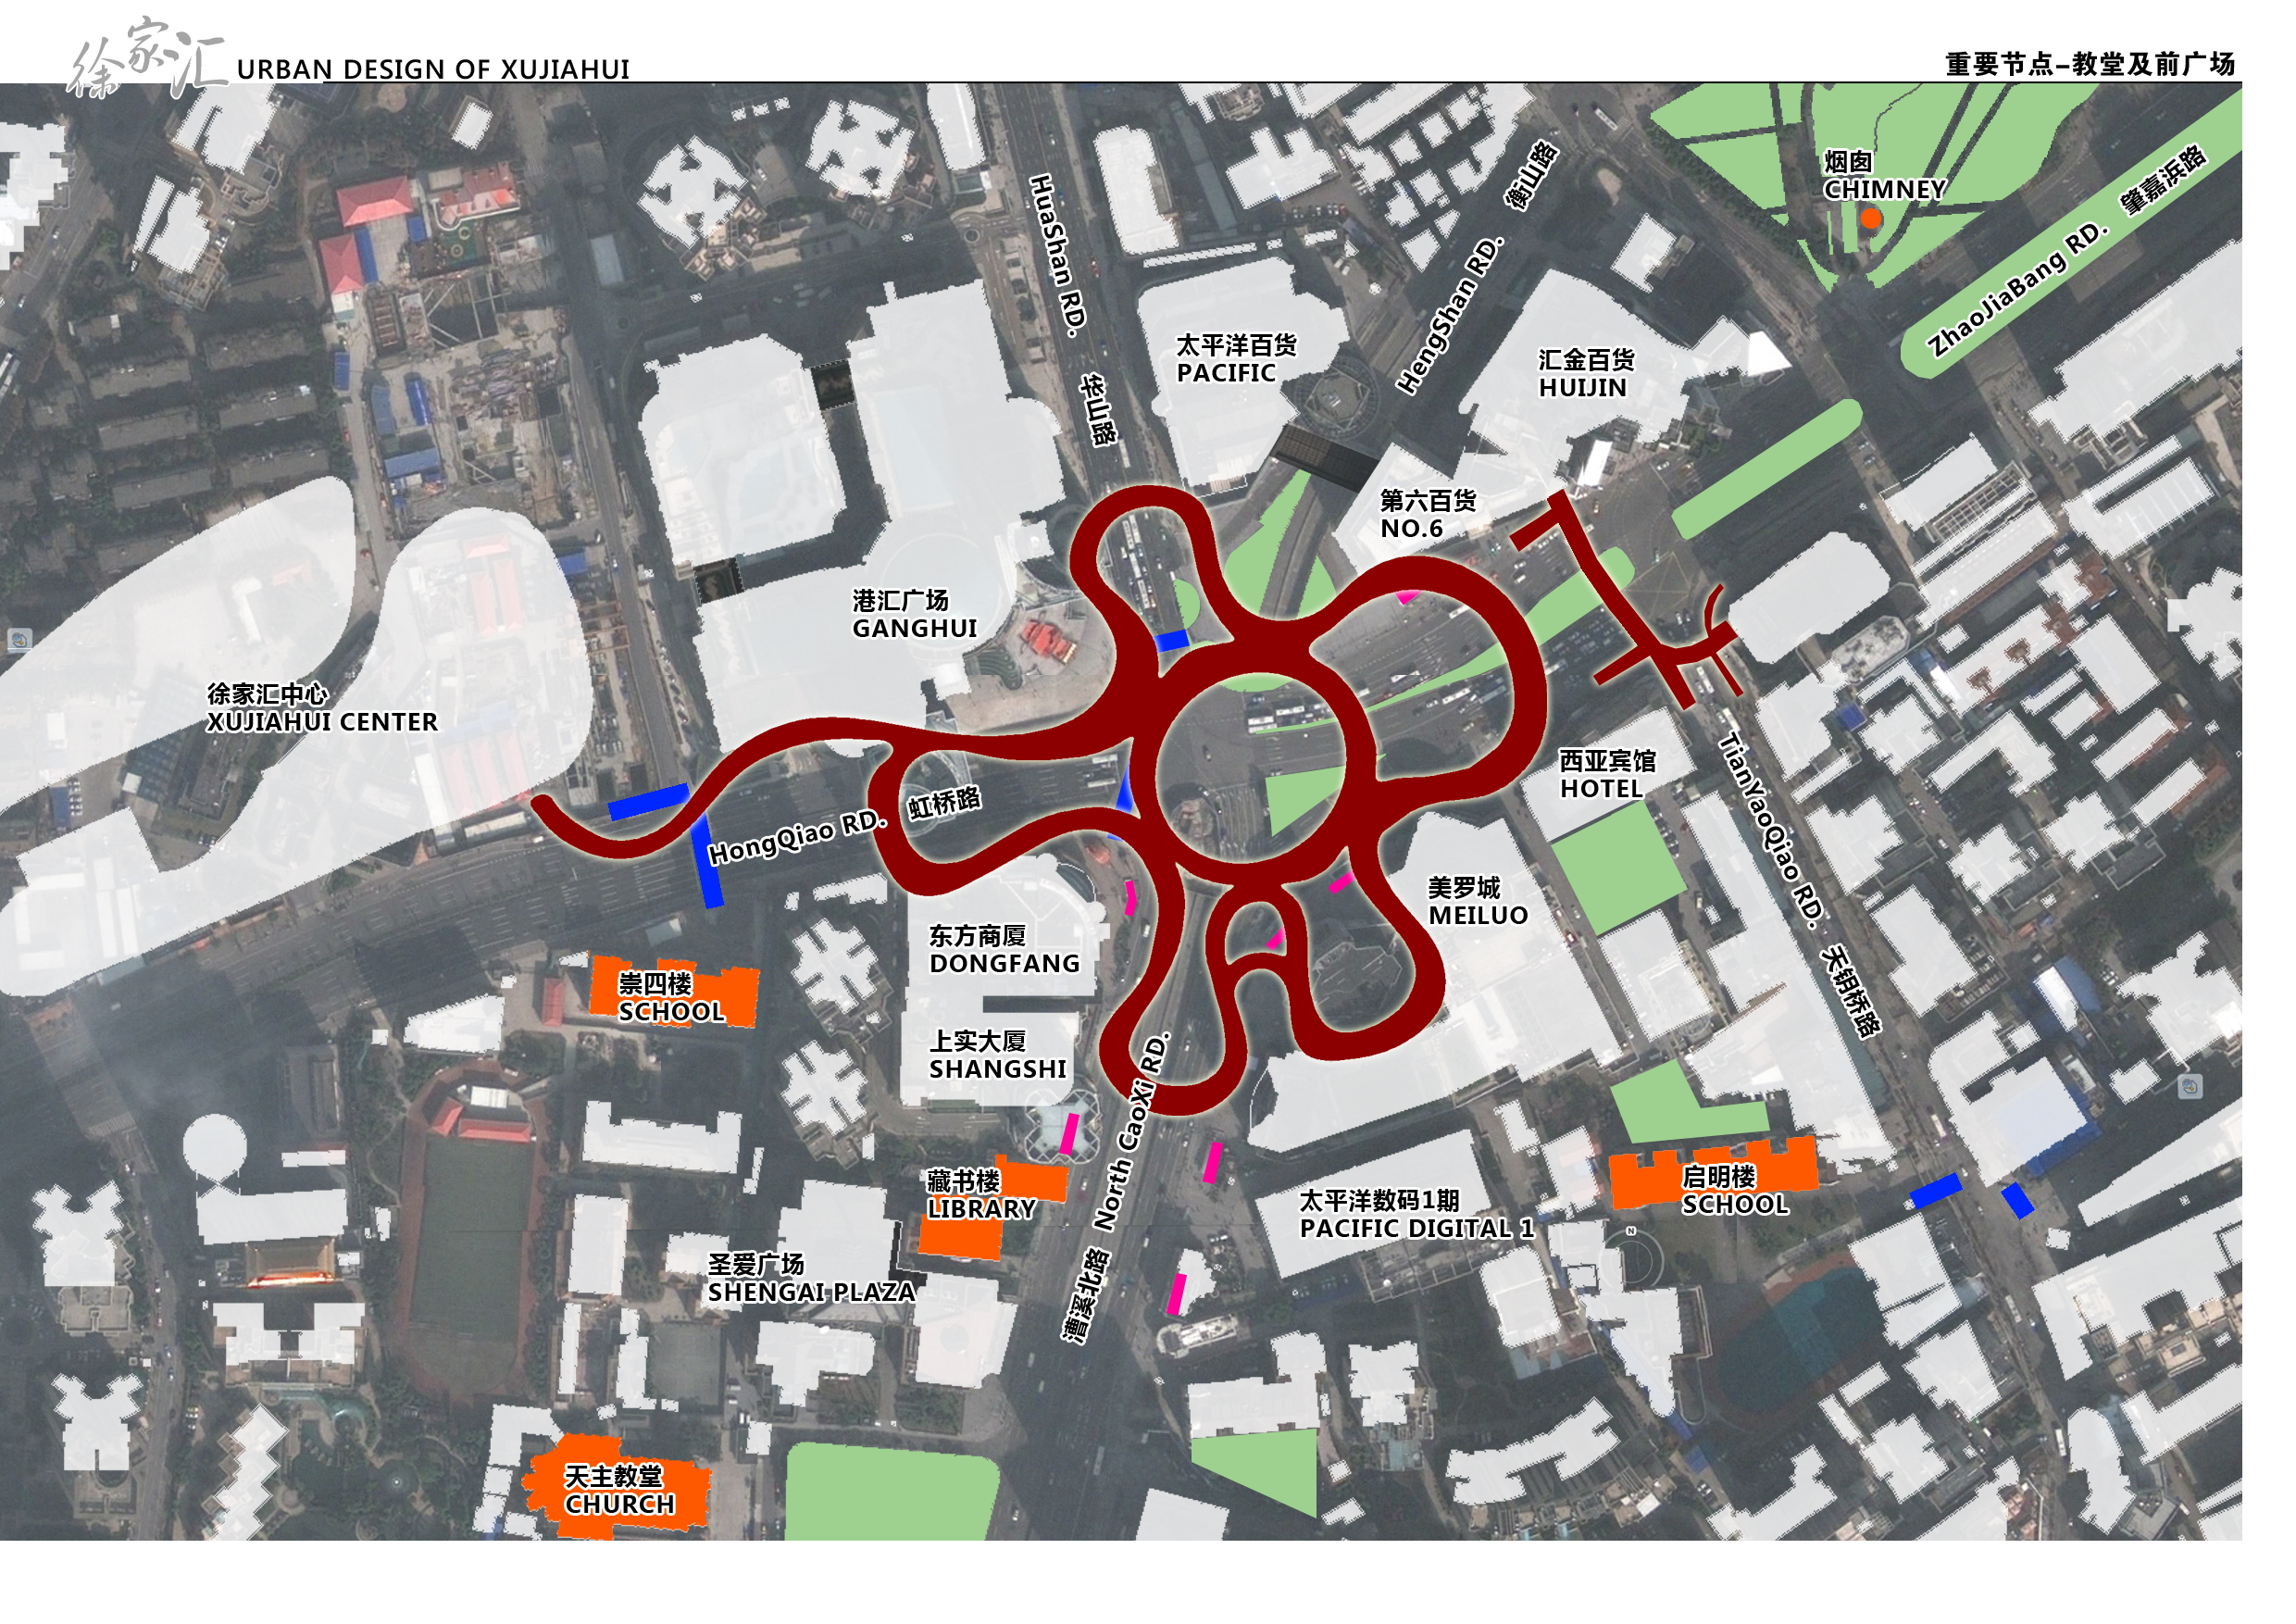 徐家汇 URBAN DESIGN OF XUJIAHUI
重要节点-教堂及前广场
烟囱
CHIMNEY
ZhaoJiaBang RD. 肇嘉浜路
HuaShan RD. 华山路
HengShan RD. 衡山路
太平洋百货
PACIFIC
汇金百货
HUIJIN
第六百货
NO.6
港汇广场
GANGHUI
徐家汇中心
XUJIAHUI CENTER
HongQiao RD. 虹桥路
西亚宾馆
HOTEL
TianYaoQiao RD. 天钥桥路
美罗城
MEILUO
东方商厦
DONGFANG
崇四楼
SCHOOL
上实大厦
SHANGSHI
漕溪北路 North CaoXi RD.
藏书楼
LIBRARY
启明楼
SCHOOL
太平洋数码1期
PACIFIC DIGITAL 1
N
圣爱广场
SHENGAI PLAZA
天主教堂
CHURCH